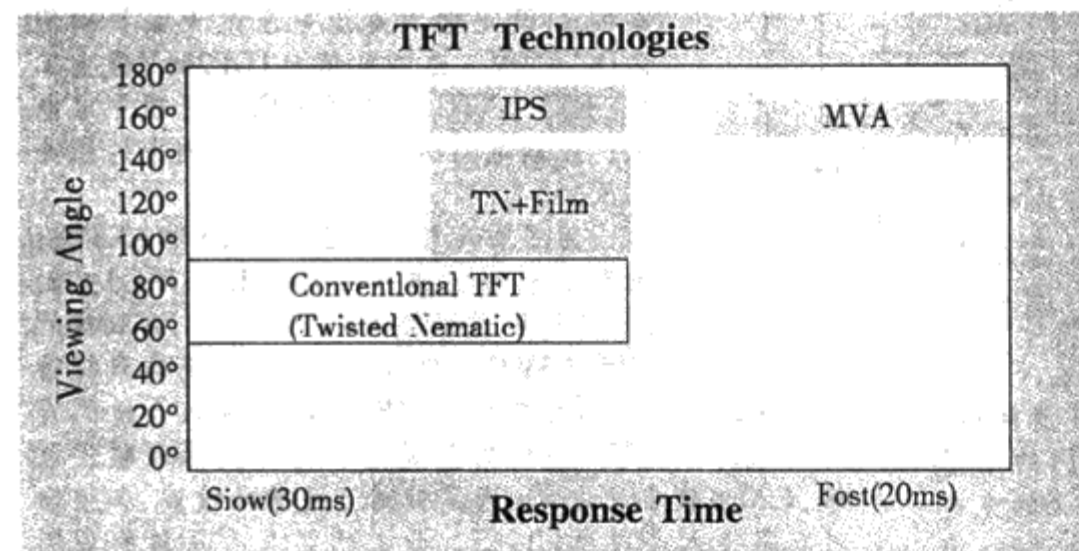 TFT Technologies
180°
160°
140°
120°
100°
80°
60°
40°
20°
0°
Viewing Angle
IPS
MVA
TN+Film
Conventlonal TFT
(Twisted Nematic)
Siow(30ms)
Response Time
Fost(20ms)